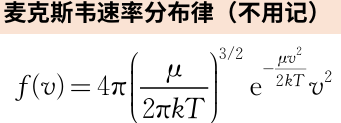 麦克斯韦速率分布律（不用记）
f(v) = 4π(μ/2πkT)^{3/2} e^{-μv²/2kT} v²